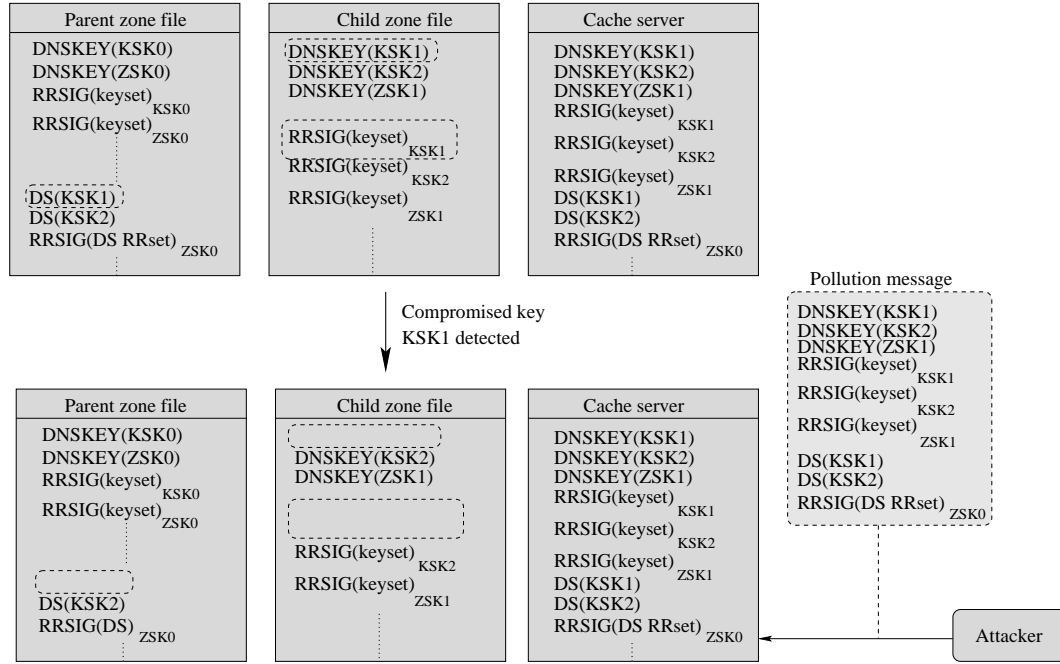 Parent zone file
DNSKEY(KSK0)
DNSKEY(ZSK0)
RRSIG(keyset)KSK0
RRSIG(keyset)ZSK0
DS(KSK1)
DS(KSK2)
RRSIG(DS RRset)ZSK0
Child zone file
DNSKEY(KSK1)
DNSKEY(KSK2)
DNSKEY(ZSK1)
RRSIG(keyset)KSK1
RRSIG(keyset)KSK2
RRSIG(keyset)ZSK1
Cache server
DNSKEY(KSK1)
DNSKEY(KSK2)
DNSKEY(ZSK1)
RRSIG(keyset)KSK1
RRSIG(keyset)KSK2
RRSIG(keyset)ZSK1
DS(KSK1)
DS(KSK2)
RRSIG(DS RRset)ZSK0
Compromised key
KSK1 detected
Pollution message
DNSKEY(KSK1)
DNSKEY(KSK2)
DNSKEY(ZSK1)
RRSIG(keyset)KSK1
RRSIG(keyset)KSK2
RRSIG(keyset)ZSK1
DS(KSK1)
DS(KSK2)
RRSIG(DS RRset)ZSK0
Parent zone file
DNSKEY(KSK0)
DNSKEY(ZSK0)
RRSIG(keyset)KSK0
RRSIG(keyset)ZSK0
DS(KSK2)
RRSIG(DS)ZSK0
Child zone file
DNSKEY(KSK2)
DNSKEY(ZSK1)
RRSIG(keyset)KSK2
RRSIG(keyset)ZSK1
Cache server
DNSKEY(KSK1)
DNSKEY(KSK2)
DNSKEY(ZSK1)
RRSIG(keyset)KSK1
RRSIG(keyset)KSK2
RRSIG(keyset)ZSK1
DS(KSK1)
DS(KSK2)
RRSIG(DS RRset)ZSK0
Attacker